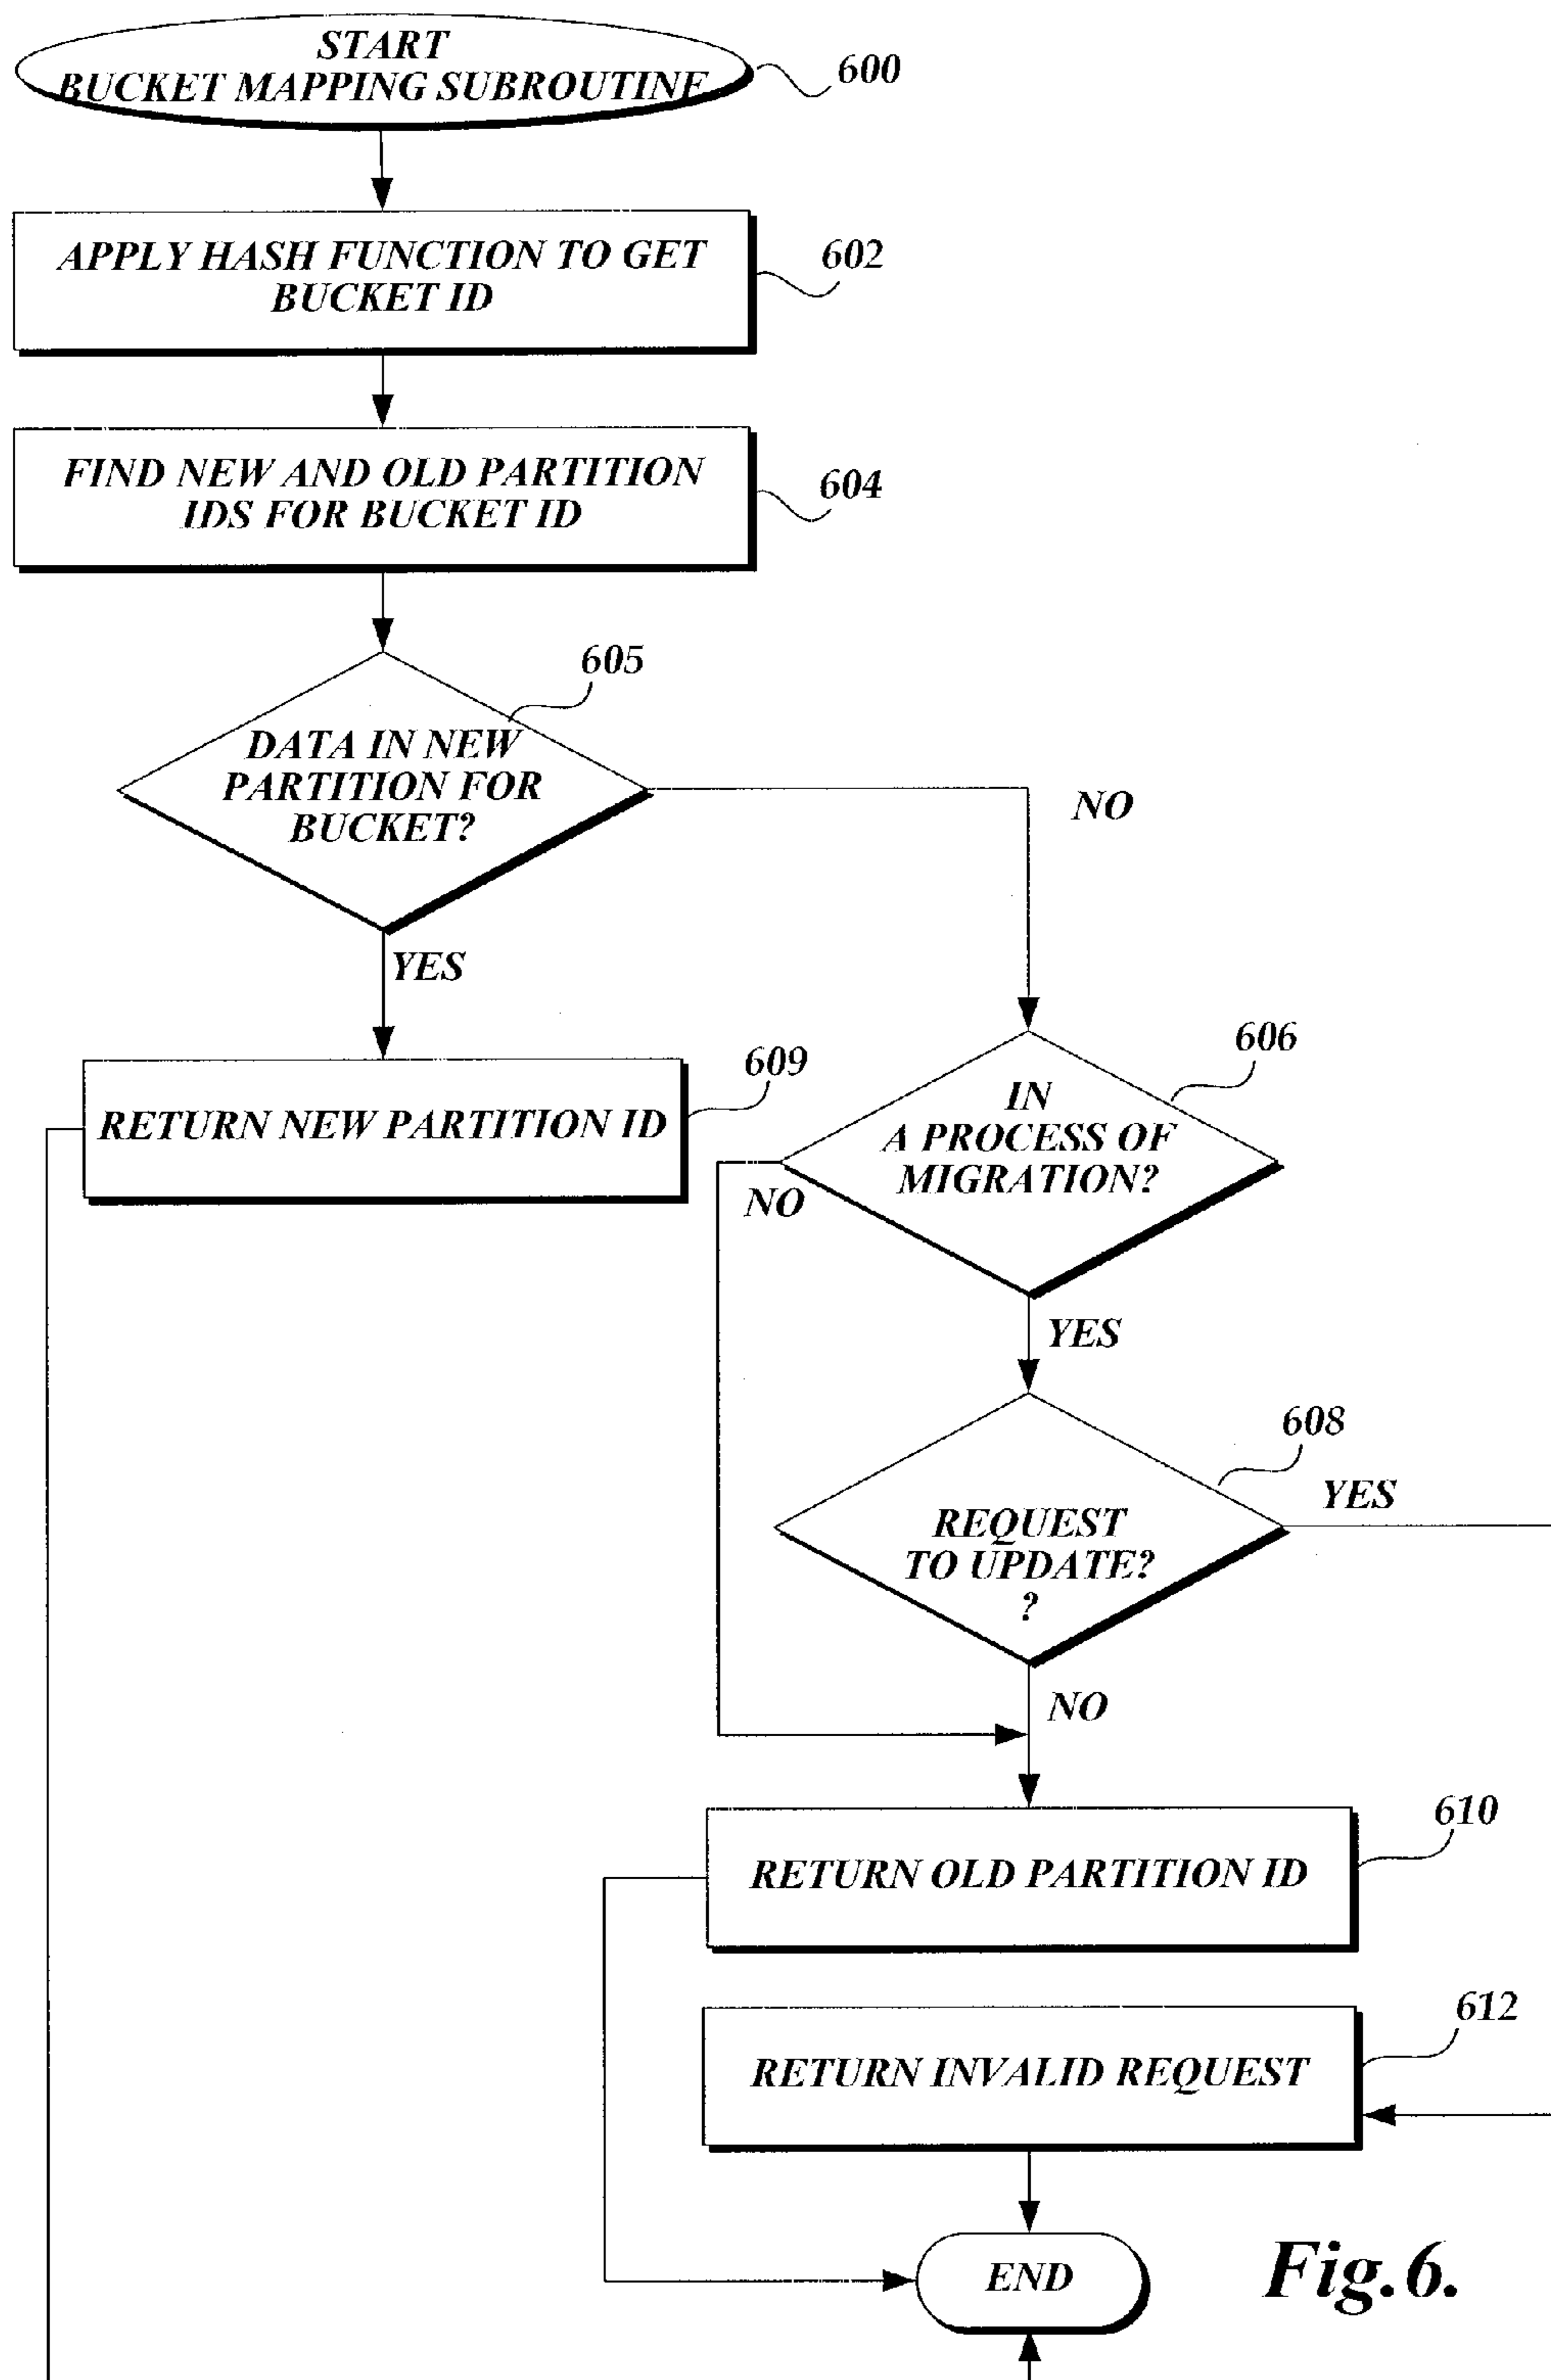 START
BUCKET MAPPING SUBROUTINE
600
APPLY HASH FUNCTION TO GET
BUCKET ID
602
FIND NEW AND OLD PARTITION
IDS FOR BUCKET ID
604
605
DATA IN NEW
PARTITION FOR
BUCKET?
NO
YES
606
609
RETURN NEW PARTITION ID
IN
A PROCESS OF
MIGRATION?
NO
YES
608
YES
REQUEST
TO UPDATE?
?
NO
610
RETURN OLD PARTITION ID
612
RETURN INVALID REQUEST
END
Fig.6.